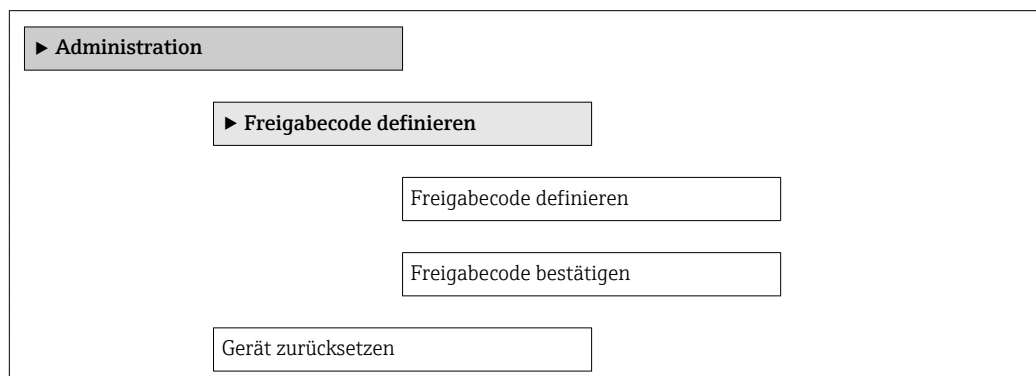 ▶ Administration
▶ Freigabecode definieren
Freigabecode definieren
Freigabecode bestätigen
Gerät zurücksetzen